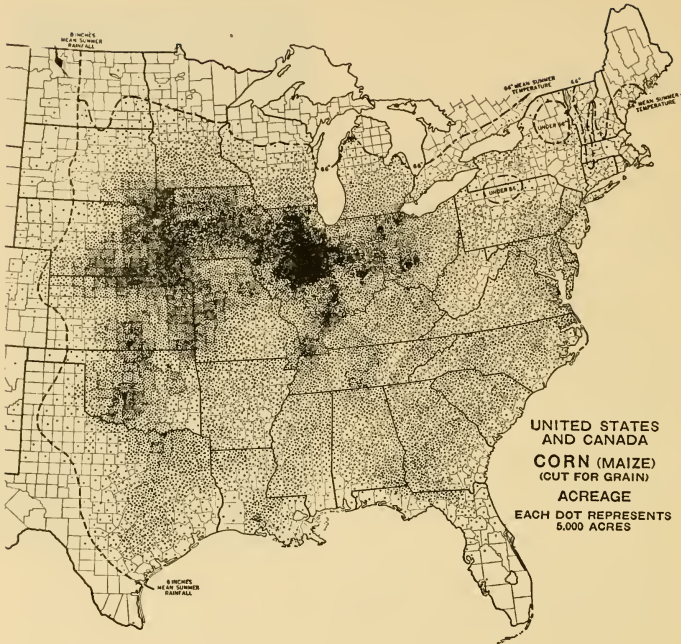 8 INCHES
MEAN SUMMER
RAINFALL
66° MEAN SUMMER
TEMPERATURE
66°
MEAN SUMMER
TEMPERATURE
UNDER 66°
66°
66°
UNDER 66
UNITED STATES
AND CANADA
CORN (MAIZE)
(CUT FOR GRAIN)
ACREAGE
EACH DOT REPRESENTS
5,000 ACRES
8 INCHES
MEAN SUMMER
RAINFALL